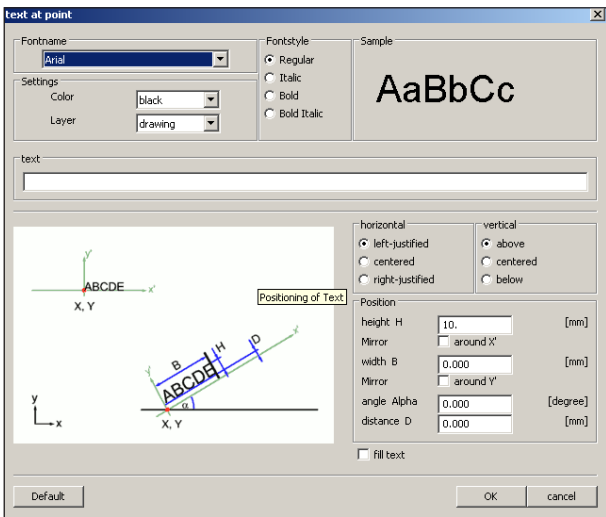 text at point
Fontname
Arial
Settings
Color black
Layer drawing
Fontstyle
Regular
Italic
Bold
Bold Italic
Sample
AaBbCc
text
y'
ABCDE x'
X, Y
Positioning of Text
B H D x'
y' ABCDE
α
X, Y
y
x
horizontal
left-justified
centered
right-justified
vertical
above
centered
below
Position
height H 10. [mm]
Mirror around X'
width B 0.000 [mm]
Mirror around Y'
angle Alpha 0.000 [degree]
distance D 0.000 [mm]
fill text
Default OK cancel